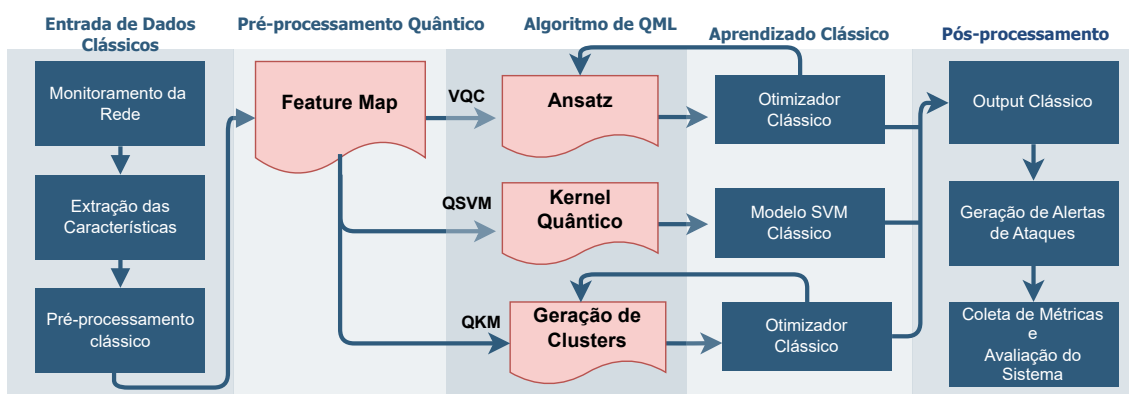 Entrada de Dados
Clássicos
Pré-processamento Quântico
Algoritmo de QML
Aprendizado Clássico
Pós-processamento
Monitoramento da
Rede
Extração das
Características
Pré-processamento
clássico
Feature Map
VQC
QSVM
QKM
Ansatz
Kernel
Quântico
Geração de
Clusters
Otimizador
Clássico
Modelo SVM
Clássico
Otimizador
Clássico
Output Clássico
Geração de Alertas
de Ataques
Coleta de Métricas
e
Avaliação do
Sistema